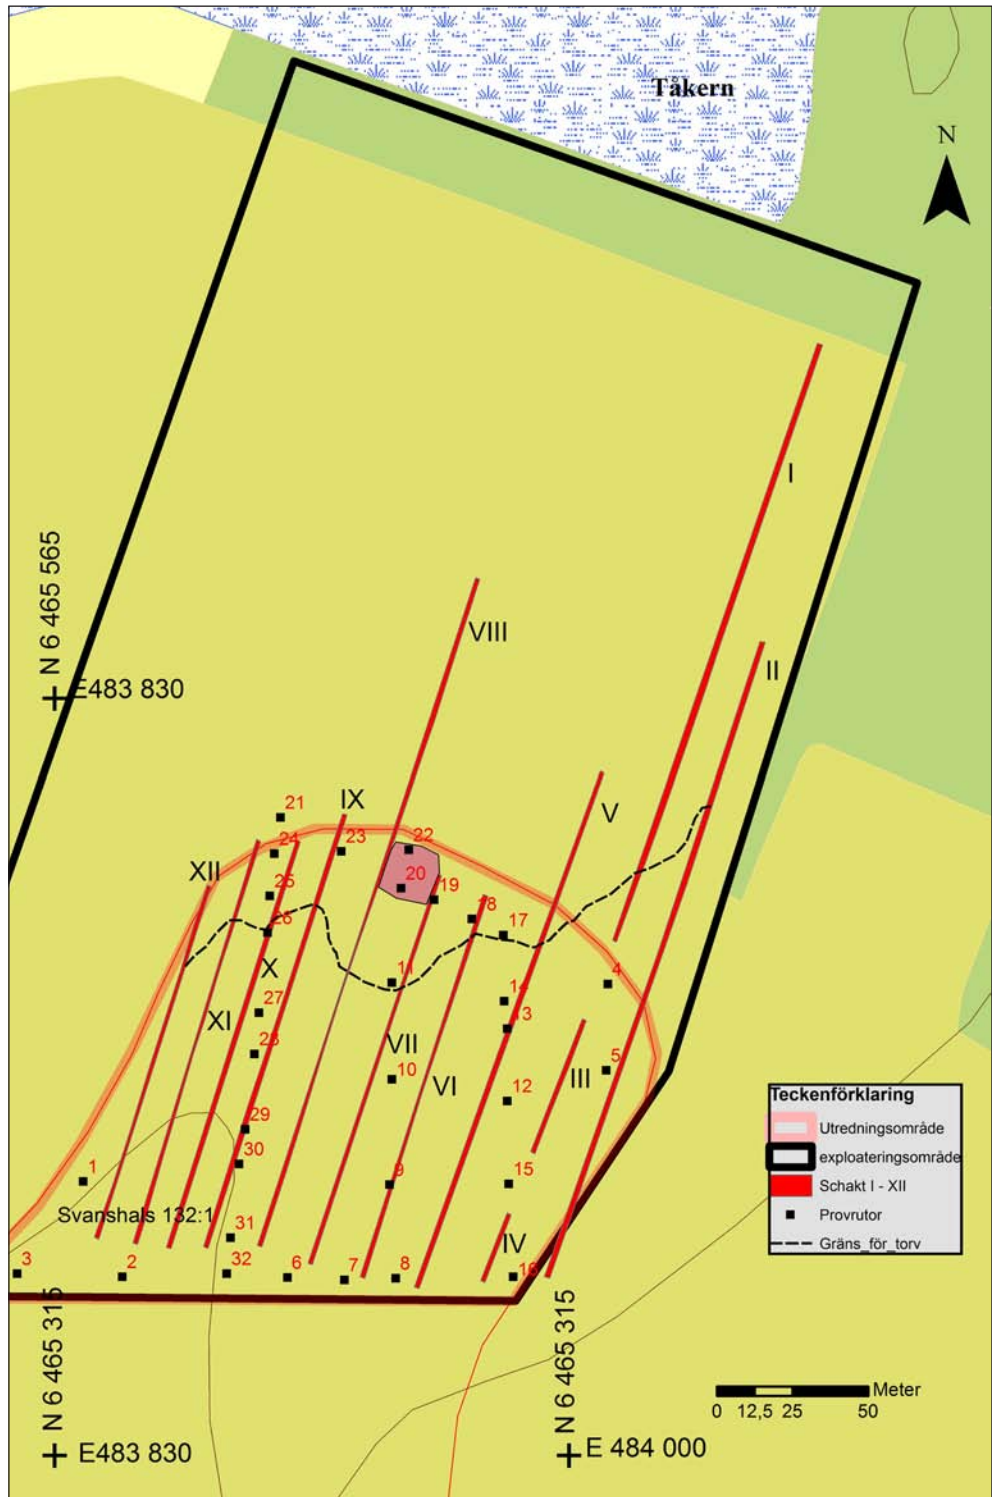 Tåkern
N
I
II
VIII
N 6 465 565
E483 830
V
IX
21
22
23
24
XII
20
25
19
18
17
26
X
11
4
14
27
XI
13
28
VII
10
VI
III
5
12
29
30
9
15
1
Svanshals 132:1
31
IV
3
2
32
6
7
8
16
Teckenförklaring
Utredningsområde
exploateringsområde
Schakt I - XII
Provrutor
Gräns_för_torv
N 6 465 315
N 6 465 315
Meter
0 12,5 25 50
E483 830
E 484 000